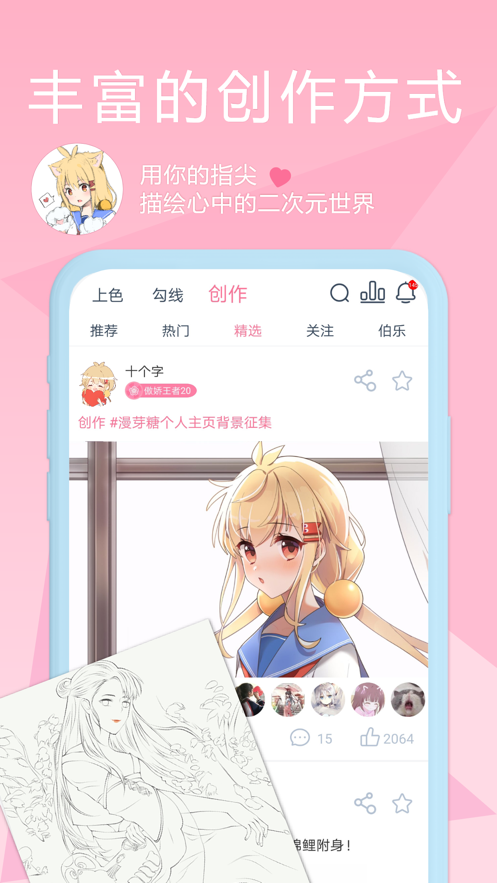 丰富的创作方式
用你的指尖
描绘心中的二次元世界
上色 勾线 创作
推荐 热门 精选 关注 伯乐
十个字
傲娇王者20
创作 #漫芽糖个人主页背景征集
15 2064
锦鲤附身！